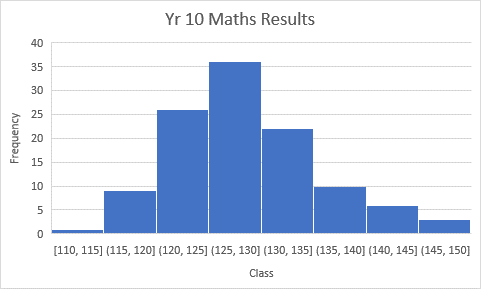 Yr 10 Maths Results
40
35
30
25
20
15
10
5
0
Frequency
[110, 115] (115, 120] (120, 125] (125, 130] (130, 135] (135, 140] (140, 145] (145, 150]
Class